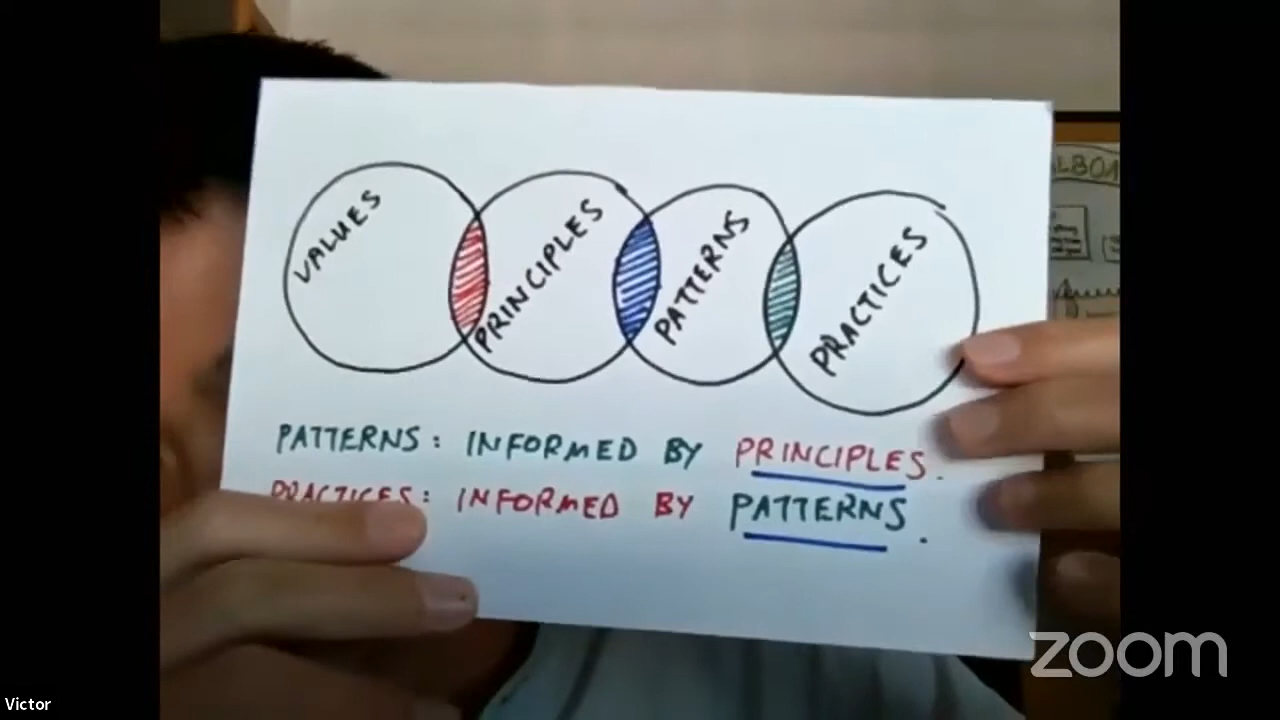 VALUES
PRINCIPLES
PATTERNS
PRACTICES
PATTERNS: INFORMED BY PRINCIPLES.
PRACTICES: INFORMED BY PATTERNS.
zoom
Victor